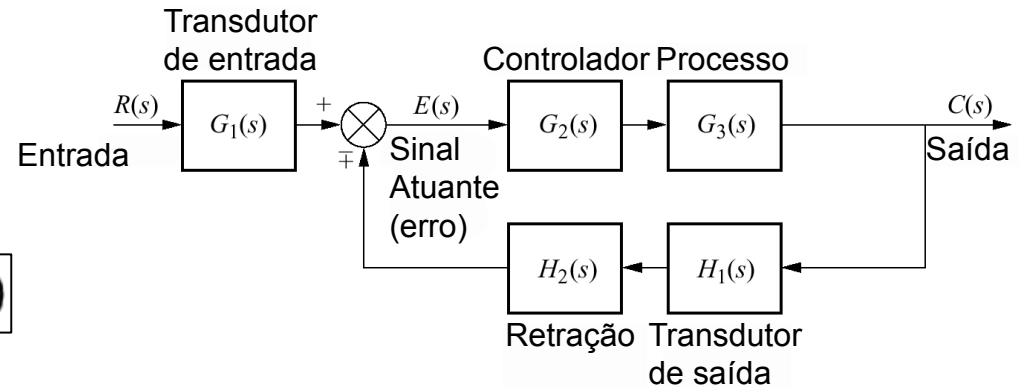 Transdutor
de entrada
Controlador Processo
R(s)
G₁(s)
+
E(s)
G₂(s)
G₃(s)
C(s)
Entrada
∓
Sinal
Atuante
(erro)
Saída
H₂(s)
H₁(s)
Retração
Transdutor
de saída